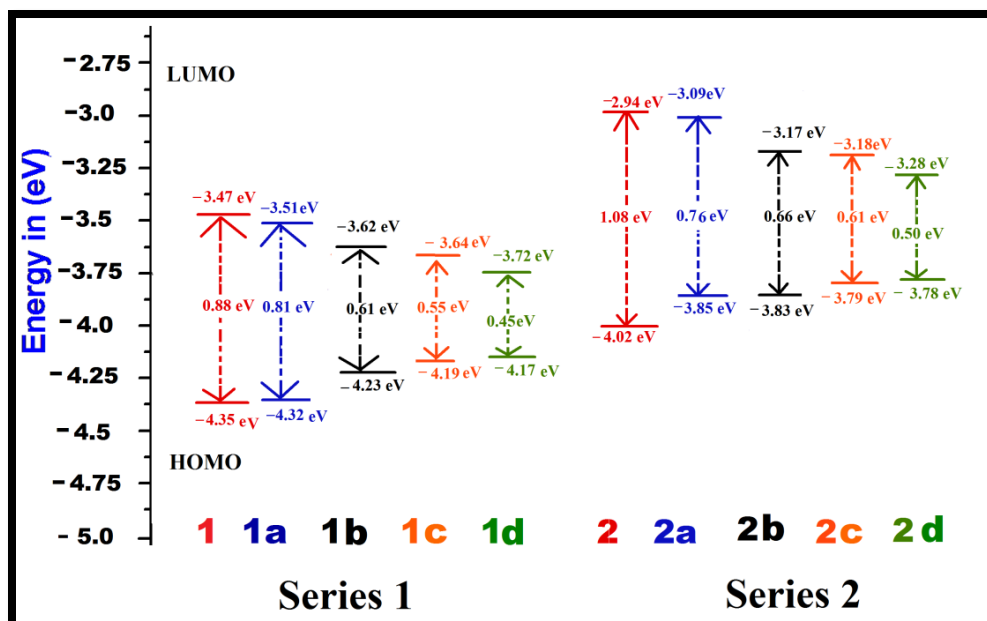 Energy in (eV)
−2.75
−3.0
−3.25
−3.5
−3.75
−4.0
−4.25
−4.5
−4.75
−5.0
LUMO
HOMO
−3.47 eV
0.88 eV
−4.35 eV
−3.51eV
0.81 eV
−4.32 eV
−3.62 eV
0.61 eV
−4.23 eV
− 3.64 eV
0.55 eV
−4.19 eV
−3.72 eV
0.45eV
−4.17 eV
−2.94 eV
1.08 eV
−4.02 eV
−3.09eV
0.76 eV
−3.85 eV
−3.17 eV
0.66 eV
−3.83 eV
−3.18eV
0.61 eV
−3.79 eV
−3.28 eV
0.50 eV
− 3.78 eV
1 1a 1b 1c 1d 2 2a 2b 2c 2d
Series 1 Series 2